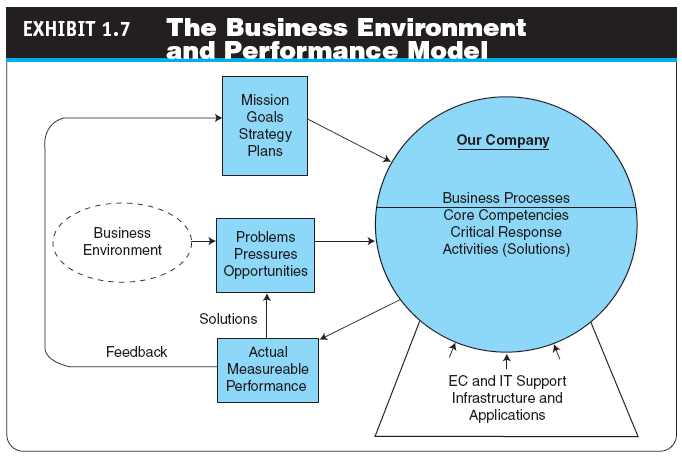 EXHIBIT 1.7
The Business Environment
and Performance Model
Mission
Goals
Strategy
Plans
Our Company
Business Processes
Core Competencies
Critical Response
Activities (Solutions)
Business
Environment
Problems
Pressures
Opportunities
Solutions
Feedback
Actual
Measureable
Performance
EC and IT Support
Infrastructure and
Applications